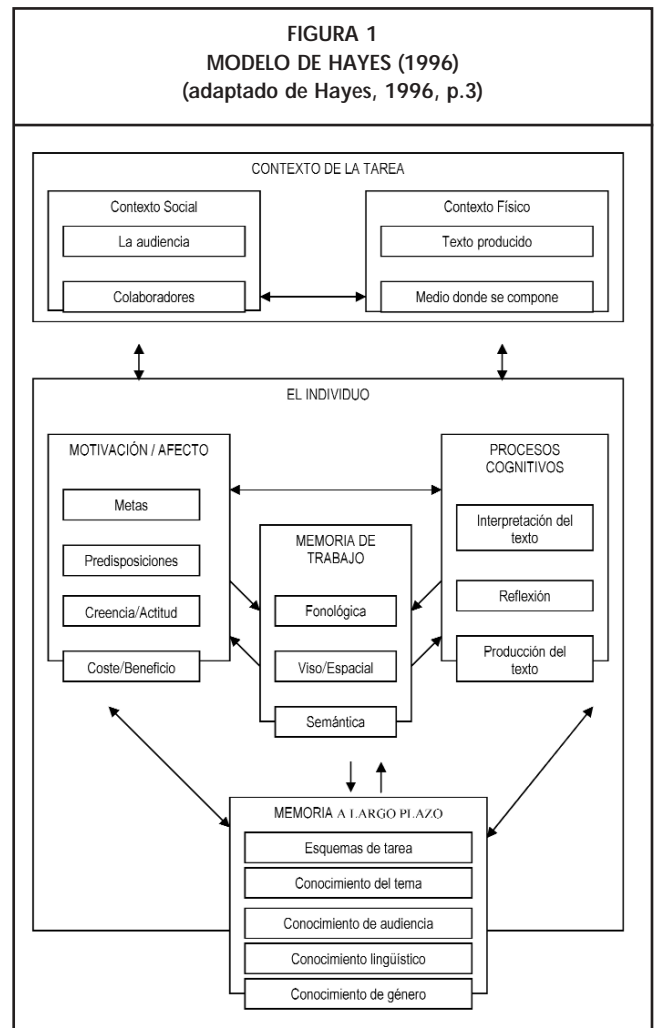 FIGURA 1
MODELO DE HAYES (1996)
(adaptado de Hayes, 1996, p.3)
CONTEXTO DE LA TAREA
Contexto Social
La audiencia
Colaboradores
Contexto Físico
Texto producido
Medio donde se compone
EL INDIVIDUO
MOTIVACIÓN / AFECTO
Metas
Predisposiciones
Creencia/Actitud
Coste/Beneficio
MEMORIA DE
TRABAJO
Fonológica
Viso/Espacial
Semántica
PROCESOS
COGNITIVOS
Interpretación del
texto
Reflexión
Producción del
texto
MEMORIA A LARGO PLAZO
Esquemas de tarea
Conocimiento del tema
Conocimiento de audiencia
Conocimiento lingüístico
Conocimiento de género